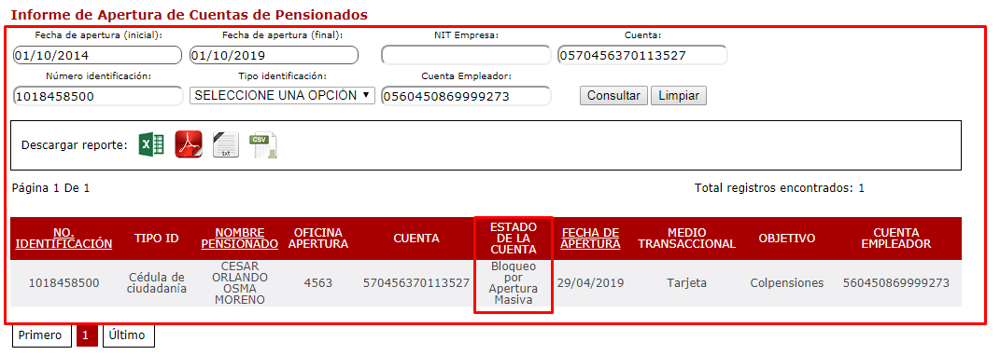 Informe de Apertura de Cuentas de Pensionados
Fecha de apertura (inicial): Fecha de apertura (final): NIT Empresa: Cuenta:
01/10/2014 01/10/2019 0570456370113527
Número identificación: Tipo identificación: Cuenta Empleador:
1018458500 SELECCIONE UNA OPCIÓN 0560450869999273 Consultar Limpiar
Descargar reporte: CSV
txt
Página 1 De 1 Total registros encontrados: 1
NO. IDENTIFICACIÓN TIPO ID NOMBRE PENSIONADO OFICINA APERTURA CUENTA ESTADO DE LA CUENTA FECHA DE APERTURA MEDIO TRANSACCIONAL OBJETIVO CUENTA EMPLEADOR
1018458500 Cédula de ciudadanía CESAR ORLANDO OSMA MORENO 4563 570456370113527 Bloqueo por Apertura Masiva 29/04/2019 Tarjeta Colpensiones 560450869999273
Primero 1 Último